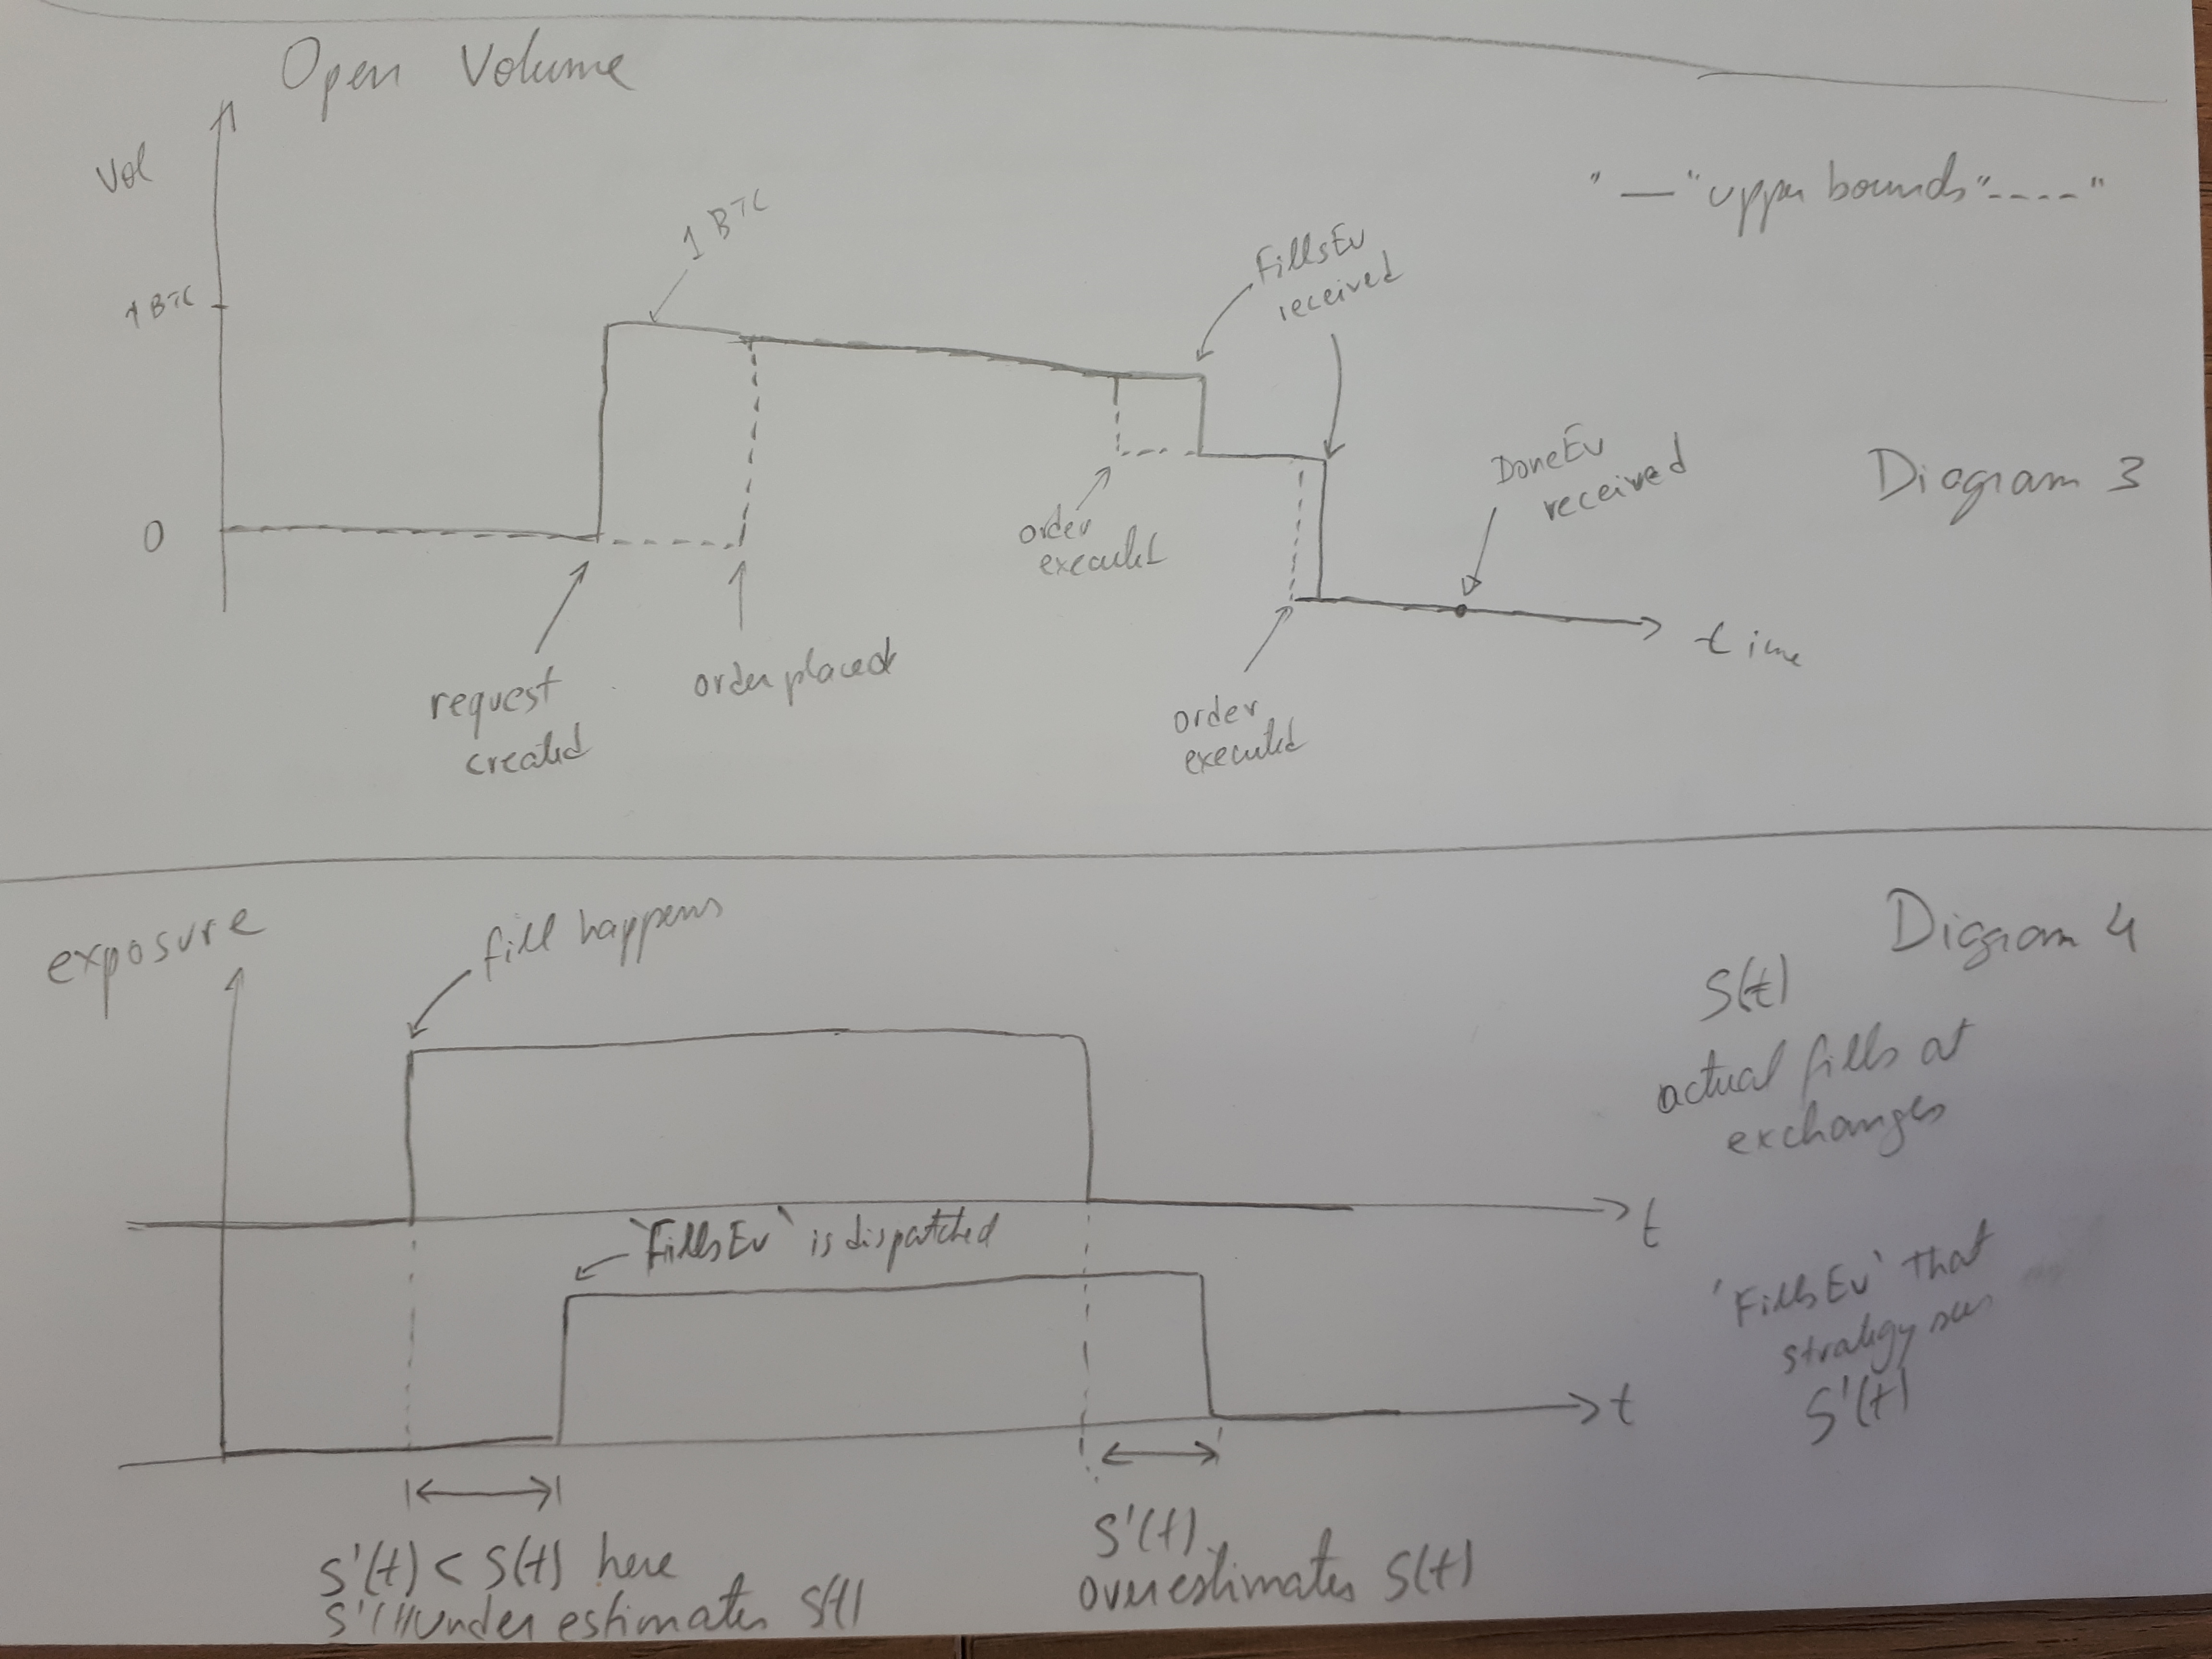 Open Volume
"—" upper bounds "----"
Vol
1 BTC
0
1 BTC
request
created
order placed
order
executed
order
executed
FillsEv
received
DoneEv
received
time
Diagram 3
exposure
fill happens
Diagram 4
S(t)
actual fills at
exchanges
t
`FillsEv` is dispatched
`FillsEv` that
strategy sees
S'(t)
t
S'(t) < S(t) here
S'(t) underestimates S(t)
S'(t)
overestimates S(t)